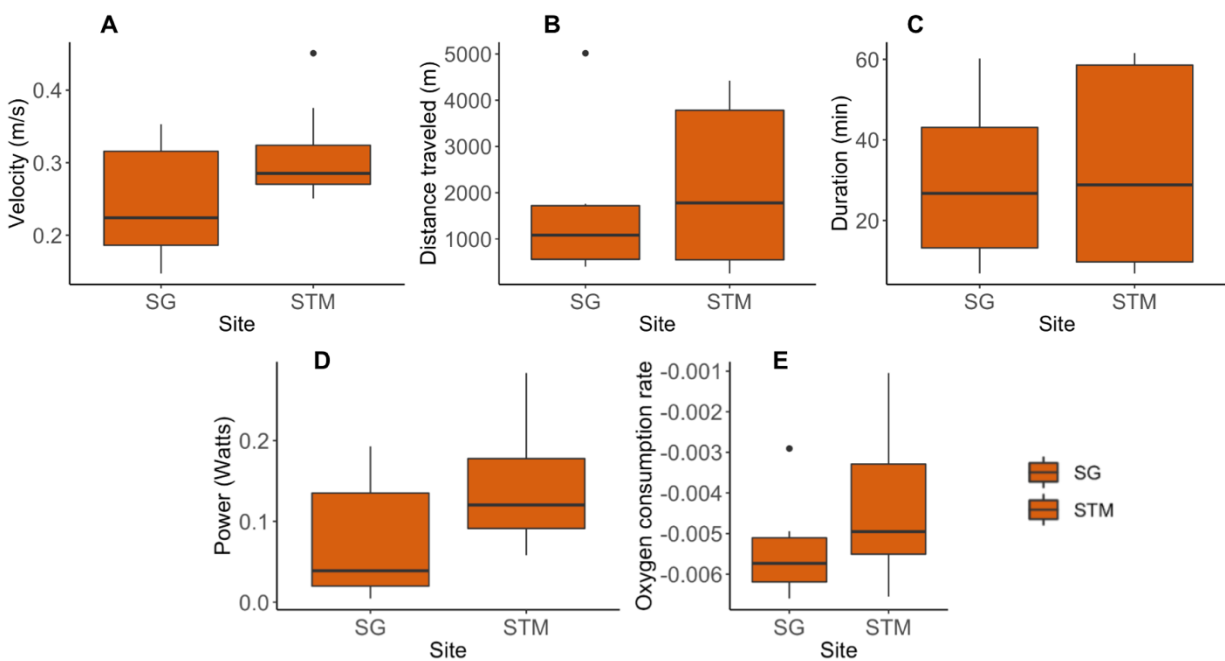 A
Velocity (m/s)
0.4
0.3
0.2
SG STM
Site
B
Distance traveled (m)
5000
4000
3000
2000
1000
SG STM
Site
C
Duration (min)
60
40
20
SG STM
Site
D
Power (Watts)
0.2
0.1
0.0
SG STM
Site
E
Oxygen consumption rate
-0.001
-0.002
-0.003
-0.004
-0.005
-0.006
SG STM
Site
SG
STM